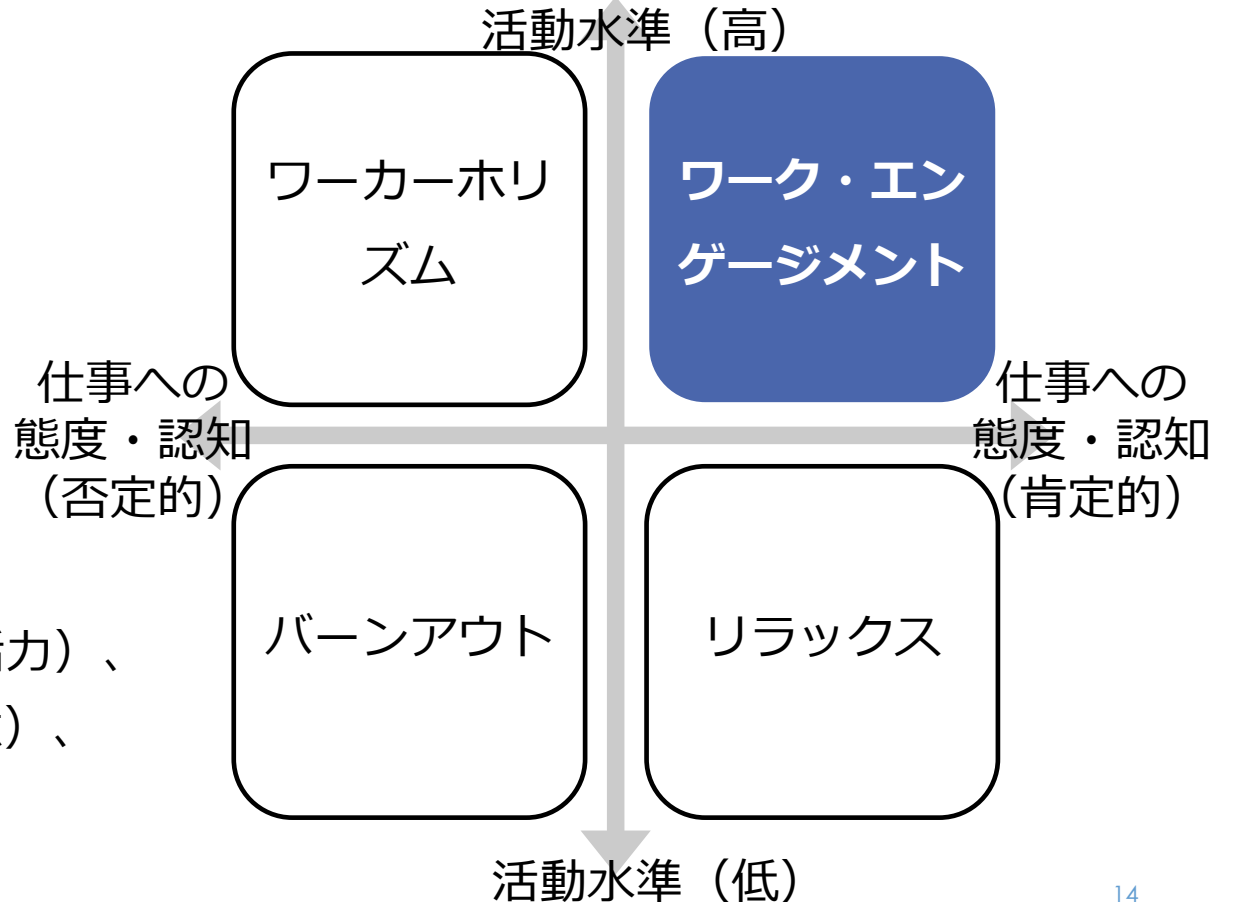 活動水準（高）
ワーカーホリ
ズム
ワーク・エン
ゲージメント
仕事への
態度・認知
（否定的）
仕事への
態度・認知
（肯定的）
力）、
）、
バーンアウト
リラックス
活動水準（低）
14